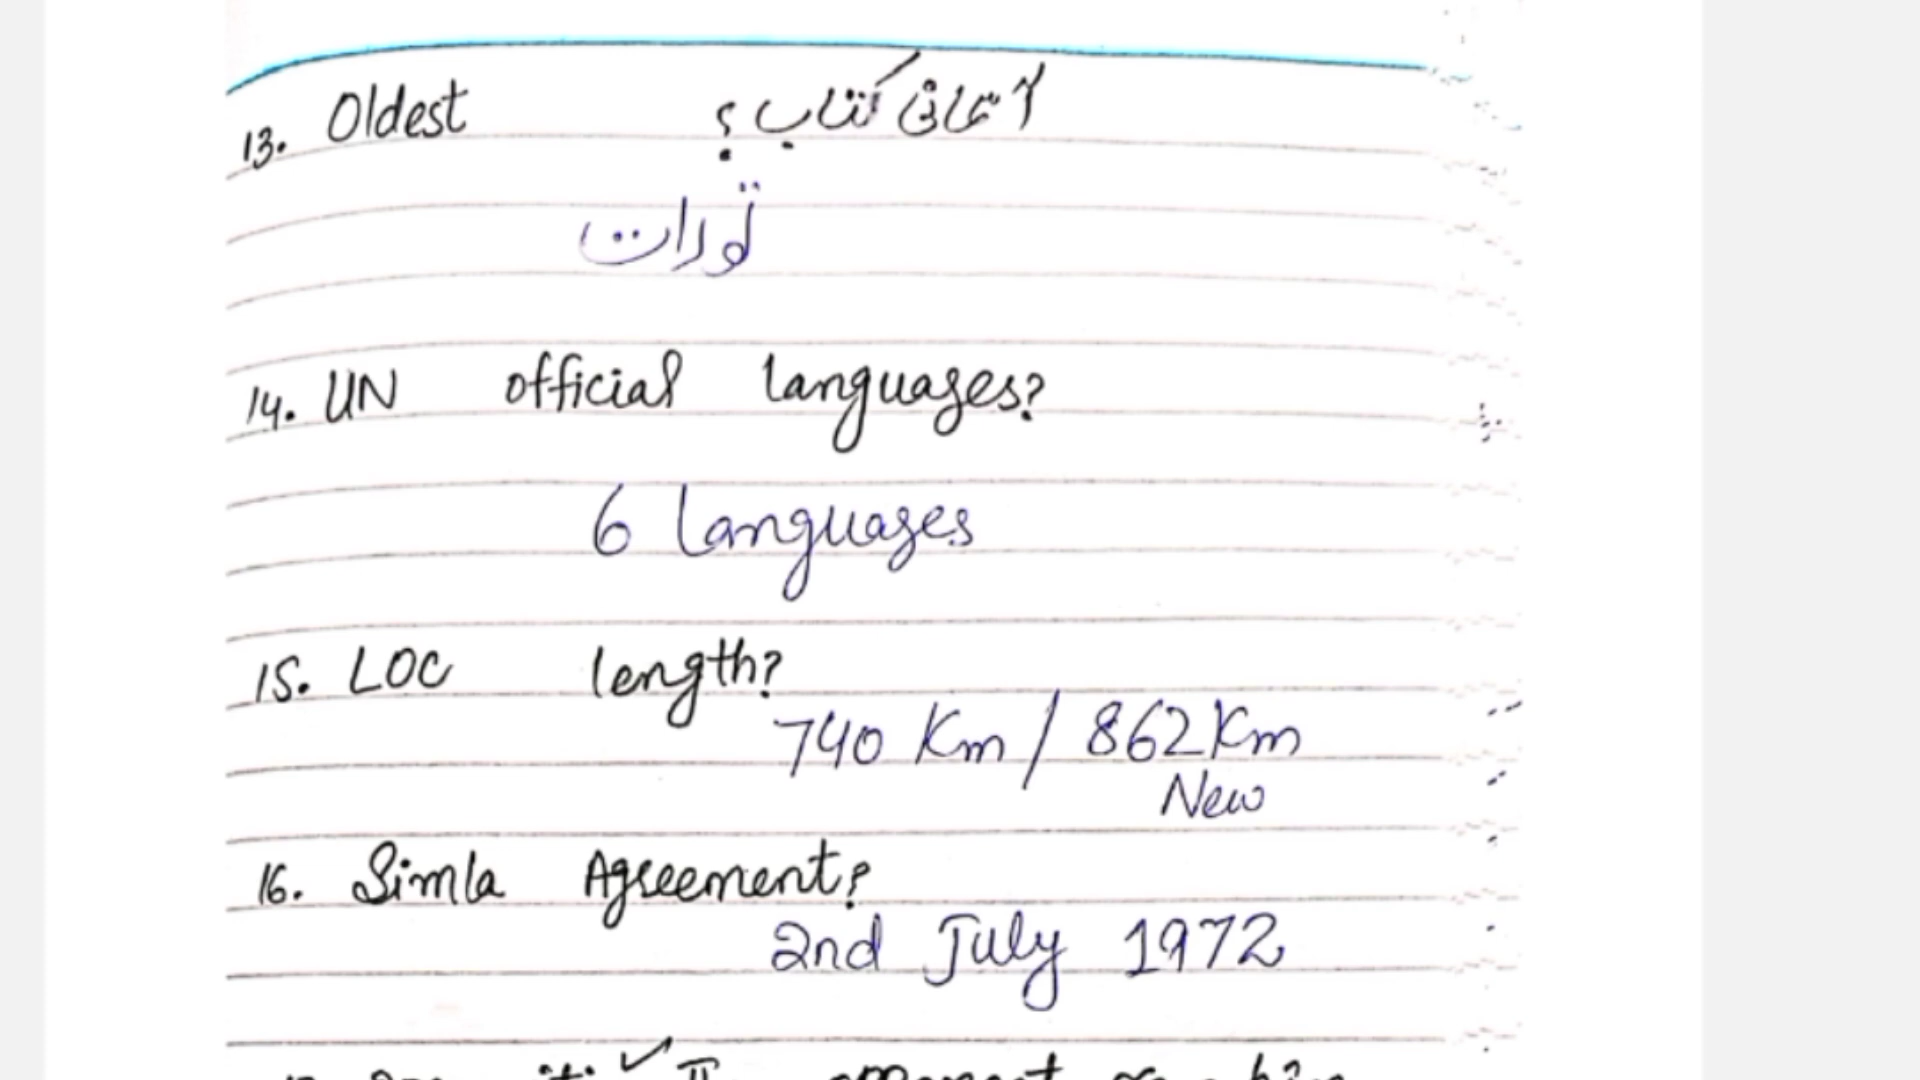 13. Oldest آسمانی کتاب؟
تورات
14. UN official languages?
6 languages
15. LOC length?
740 Km / 862 Km
New
16. Simla Agreement?
2nd July 1972